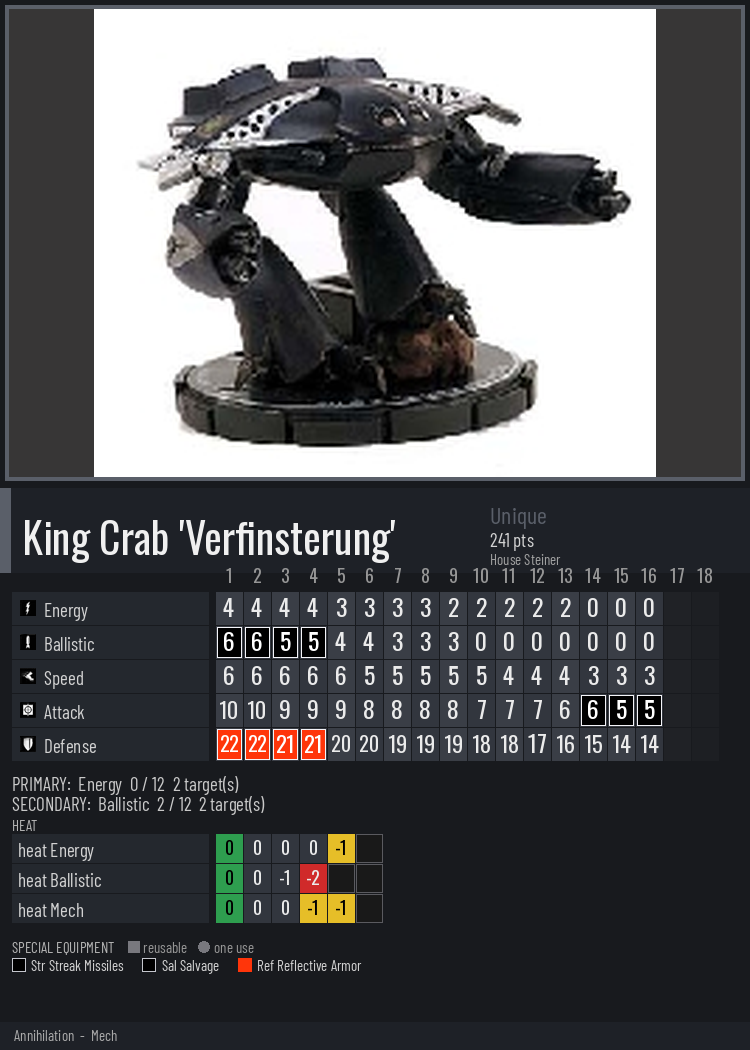 King Crab 'Verfinsterung'
Unique
241 pts
House Steiner
1 2 3 4 5 6 7 8 9 10 11 12 13 14 15 16 17 18
Energy 4 4 4 4 3 3 3 3 2 2 2 2 2 0 0 0
Ballistic 6 6 5 5 4 4 3 3 3 0 0 0 0 0 0 0
Speed 6 6 6 6 6 5 5 5 5 5 4 4 4 3 3 3
Attack 10 10 9 9 9 8 8 8 8 7 7 7 6 6 5 5
Defense 22 22 21 21 20 20 19 19 19 18 18 17 16 15 14 14
PRIMARY: Energy 0 / 12 2 target(s)
SECONDARY: Ballistic 2 / 12 2 target(s)
HEAT
heat Energy 0 0 0 0 -1
heat Ballistic 0 0 -1 -2
heat Mech 0 0 0 -1 -1
SPECIAL EQUIPMENT reusable one use
Str Streak Missiles Sal Salvage Ref Reflective Armor
Annihilation - Mech